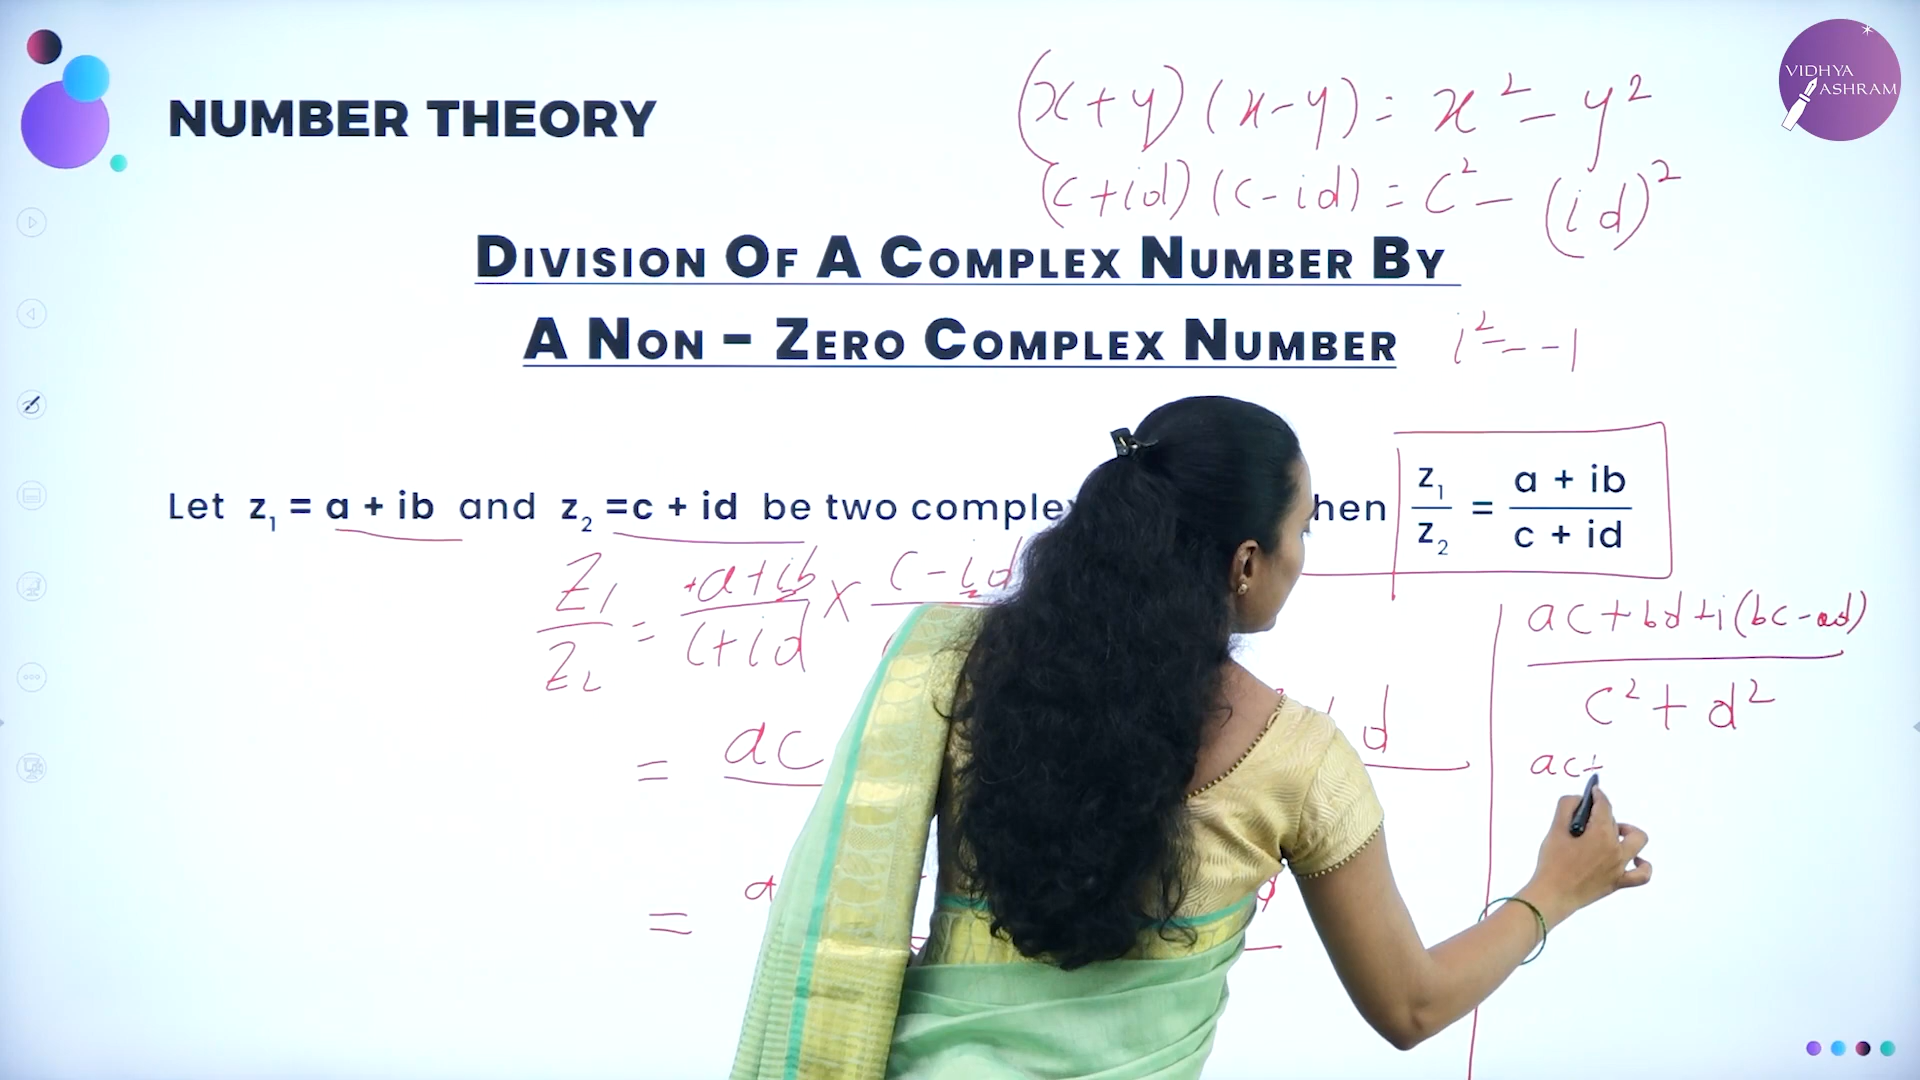 VIDHYA
ASHRAM
NUMBER THEORY
(x+y) (x-y) = x² - y²
(c+id) (c-id) = c² - (id)²
DIVISION OF A COMPLEX NUMBER BY
A NON - ZERO COMPLEX NUMBER
i² = -1
Let z₁ = a + ib and z₂ =c + id be two comple hen z₁/z₂ = a + ib/c + id
Z₁/Z₂ = a+ib/c+id × c-id
ac+bd+i(bc-ad)/c²+d²
= ac d
ac+
= a d